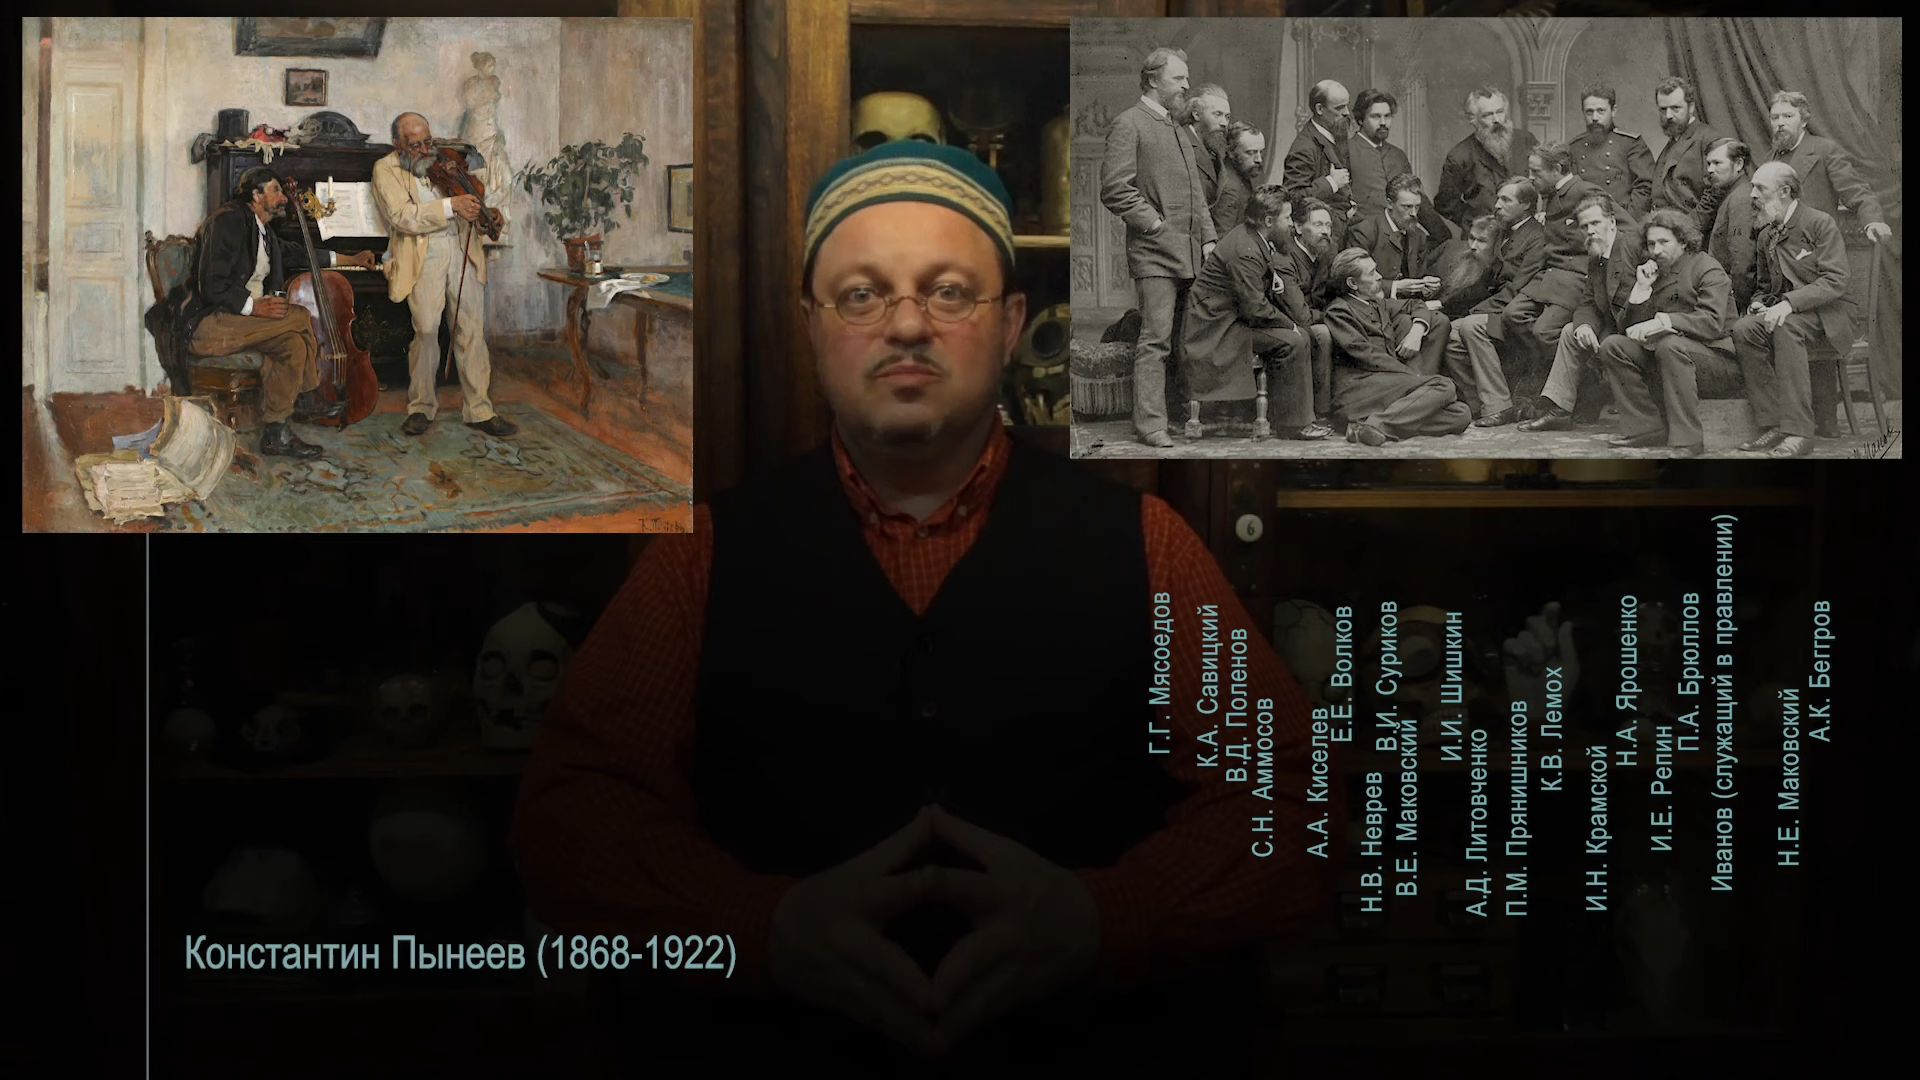 6
Г.Г. Мясоедов
К.А. Савицкий
В.Д. Поленов
С.Н. Аммосов
А.А. Киселев
Е.Е. Волков
Н.В. Неврев
В.И. Суриков
В.Е. Маковский
И.И. Шишкин
А.Д. Литовченко
П.М. Прянишников
К.В. Лемох
И.Н. Крамской
Н.А. Ярошенко
И.Е. Репин
П.А. Брюллов
Иванов (служащий в правлении)
Н.Е. Маковский
А.К. Беггров
Константин Пынеев (1868-1922)